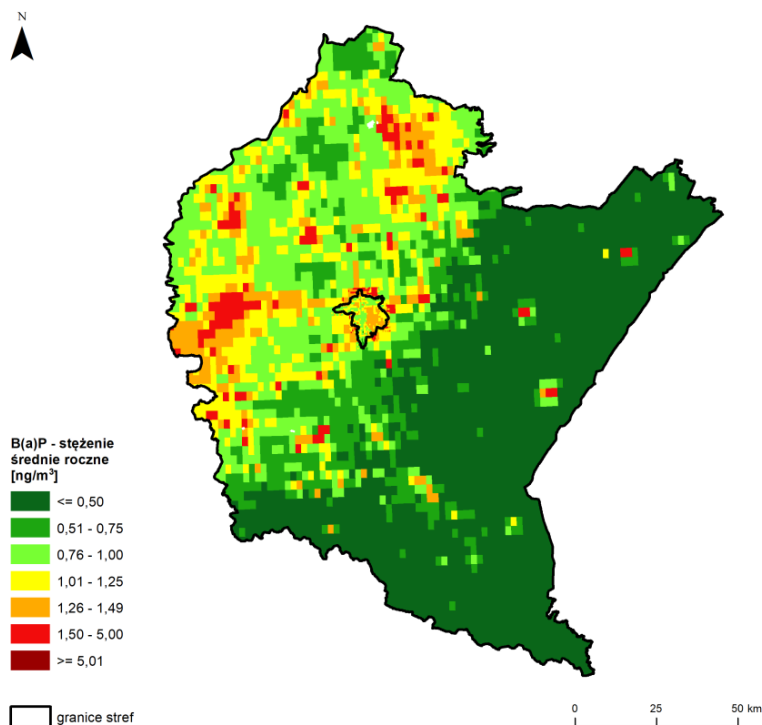 N
B(a)P - stężenie
średnie roczne
[ng/m³]
<= 0,50
0,51 - 0,75
0,76 - 1,00
1,01 - 1,25
1,26 - 1,49
1,50 - 5,00
>= 5,01
granice stref
0 25 50 km